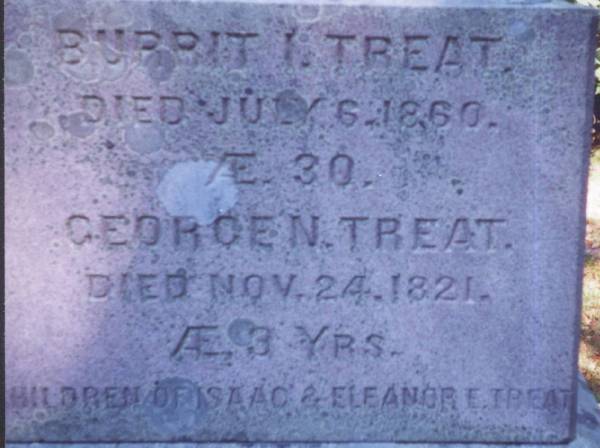 BURRIT I. TREAT.
DIED JULY 6. 1860.
Æ. 30.
GEORGE N. TREAT.
DIED NOV. 24. 1821.
Æ. 3 YRS.
CHILDREN OF ISAAC & ELEANOR E. TREAT